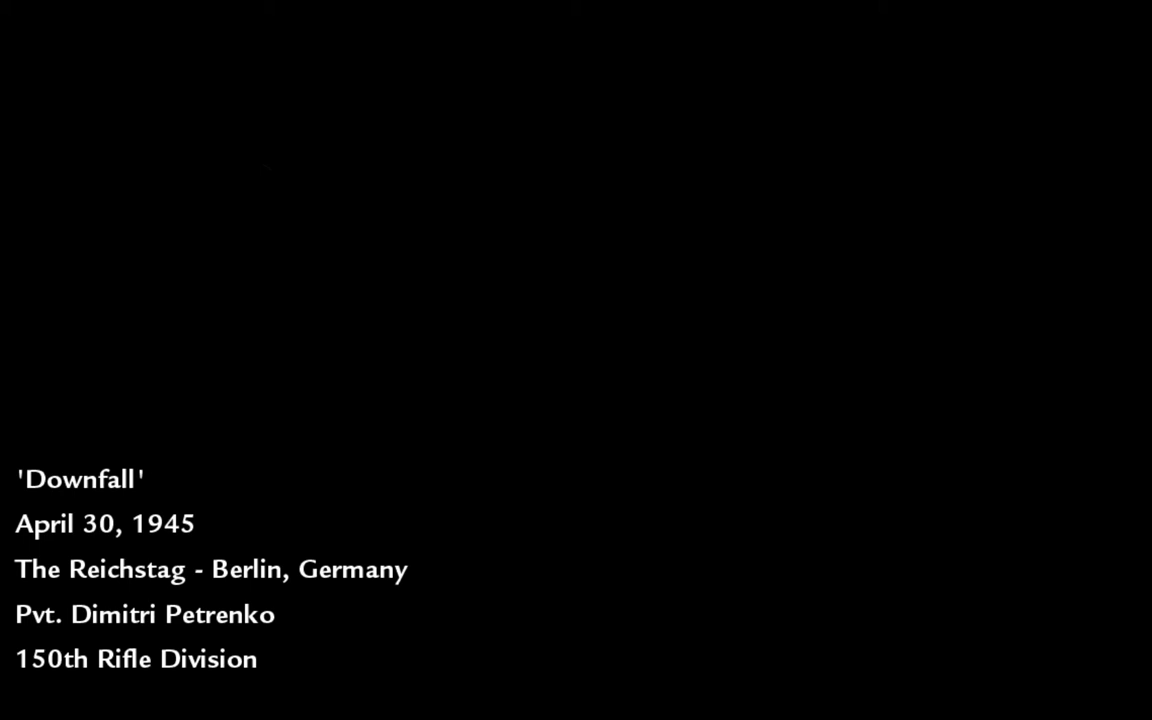 'Downfall'
April 30, 1945
The Reichstag - Berlin, Germany
Pvt. Dimitri Petrenko
150th Rifle Division